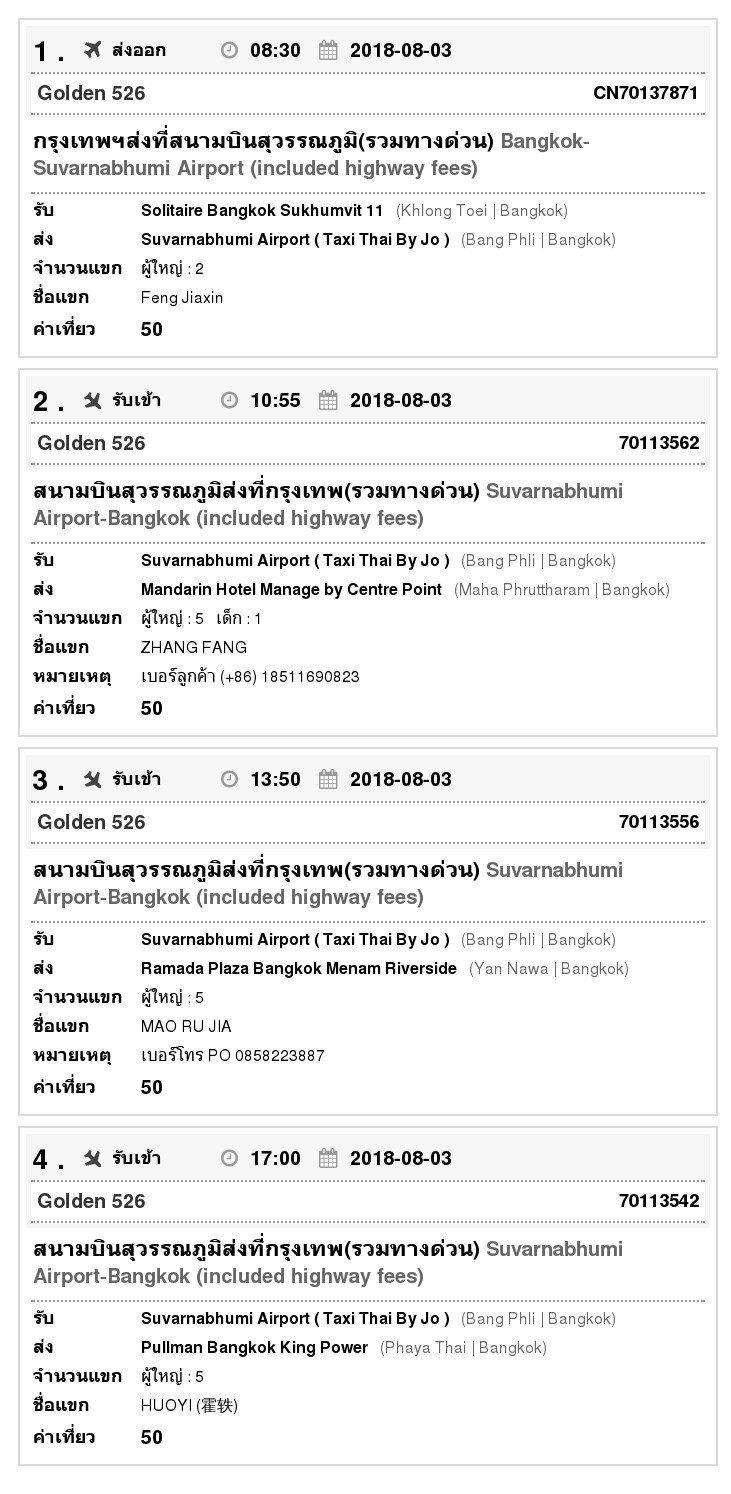 1 . ส่งออก 08:30 2018-08-03
Golden 526 CN70137871
กรุงเทพฯส่งที่สนามบินสุวรรณภูมิ(รวมทางด่วน) Bangkok-
Suvarnabhumi Airport (included highway fees)
รับ Solitaire Bangkok Sukhumvit 11 (Khlong Toei | Bangkok)
ส่ง Suvarnabhumi Airport ( Taxi Thai By Jo ) (Bang Phli | Bangkok)
จำนวนแขก ผู้ใหญ่ : 2
ชื่อแขก Feng Jiaxin
ค่าเที่ยว 50
2 . รับเข้า 10:55 2018-08-03
Golden 526 70113562
สนามบินสุวรรณภูมิส่งที่กรุงเทพ(รวมทางด่วน) Suvarnabhumi
Airport-Bangkok (included highway fees)
รับ Suvarnabhumi Airport ( Taxi Thai By Jo ) (Bang Phli | Bangkok)
ส่ง Mandarin Hotel Manage by Centre Point (Maha Phruttharam | Bangkok)
จำนวนแขก ผู้ใหญ่ : 5 เด็ก : 1
ชื่อแขก ZHANG FANG
หมายเหตุ เบอร์ลูกค้า (+86) 18511690823
ค่าเที่ยว 50
3 . รับเข้า 13:50 2018-08-03
Golden 526 70113556
สนามบินสุวรรณภูมิส่งที่กรุงเทพ(รวมทางด่วน) Suvarnabhumi
Airport-Bangkok (included highway fees)
รับ Suvarnabhumi Airport ( Taxi Thai By Jo ) (Bang Phli | Bangkok)
ส่ง Ramada Plaza Bangkok Menam Riverside (Yan Nawa | Bangkok)
จำนวนแขก ผู้ใหญ่ : 5
ชื่อแขก MAO RU JIA
หมายเหตุ เบอร์โทร PO 0858223887
ค่าเที่ยว 50
4 . รับเข้า 17:00 2018-08-03
Golden 526 70113542
สนามบินสุวรรณภูมิส่งที่กรุงเทพ(รวมทางด่วน) Suvarnabhumi
Airport-Bangkok (included highway fees)
รับ Suvarnabhumi Airport ( Taxi Thai By Jo ) (Bang Phli | Bangkok)
ส่ง Pullman Bangkok King Power (Phaya Thai | Bangkok)
จำนวนแขก ผู้ใหญ่ : 5
ชื่อแขก HUOYI (霍轶)
ค่าเที่ยว 50